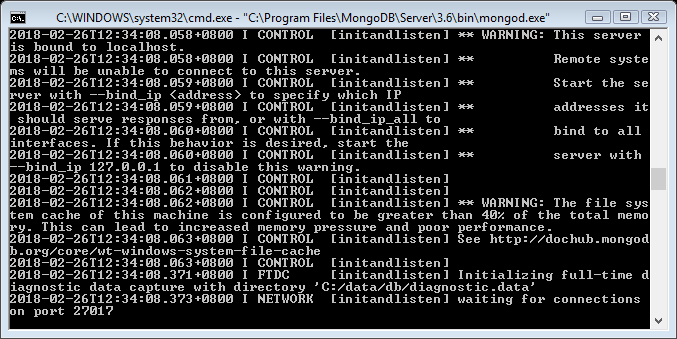 C:\WINDOWS\system32\cmd.exe - "C:\Program Files\MongoDB\Server\3.6\bin\mongod.exe"
2018-02-26T12:34:08.058+0800 I CONTROL  [initandlisten] ** WARNING: This server
is bound to localhost.
2018-02-26T12:34:08.058+0800 I CONTROL  [initandlisten] **          Remote syste
ms will be unable to connect to this server.
2018-02-26T12:34:08.059+0800 I CONTROL  [initandlisten] **          Start the se
rver with --bind_ip <address> to specify which IP
2018-02-26T12:34:08.059+0800 I CONTROL  [initandlisten] **          addresses it
 should serve responses from, or with --bind_ip_all to
2018-02-26T12:34:08.060+0800 I CONTROL  [initandlisten] **          bind to all
interfaces. If this behavior is desired, start the
2018-02-26T12:34:08.060+0800 I CONTROL  [initandlisten] **          server with
--bind_ip 127.0.0.1 to disable this warning.
2018-02-26T12:34:08.061+0800 I CONTROL  [initandlisten]
2018-02-26T12:34:08.062+0800 I CONTROL  [initandlisten]
2018-02-26T12:34:08.062+0800 I CONTROL  [initandlisten] ** WARNING: The file sys
tem cache of this machine is configured to be greater than 40% of the total memo
ry. This can lead to increased memory pressure and poor performance.
2018-02-26T12:34:08.063+0800 I CONTROL  [initandlisten] See http://dochub.mongod
b.org/core/wt-windows-system-file-cache
2018-02-26T12:34:08.063+0800 I CONTROL  [initandlisten]
2018-02-26T12:34:08.371+0800 I FTDC     [initandlisten] Initializing full-time d
iagnostic data capture with directory 'C:/data/db/diagnostic.data'
2018-02-26T12:34:08.373+0800 I NETWORK  [initandlisten] waiting for connections
on port 27017